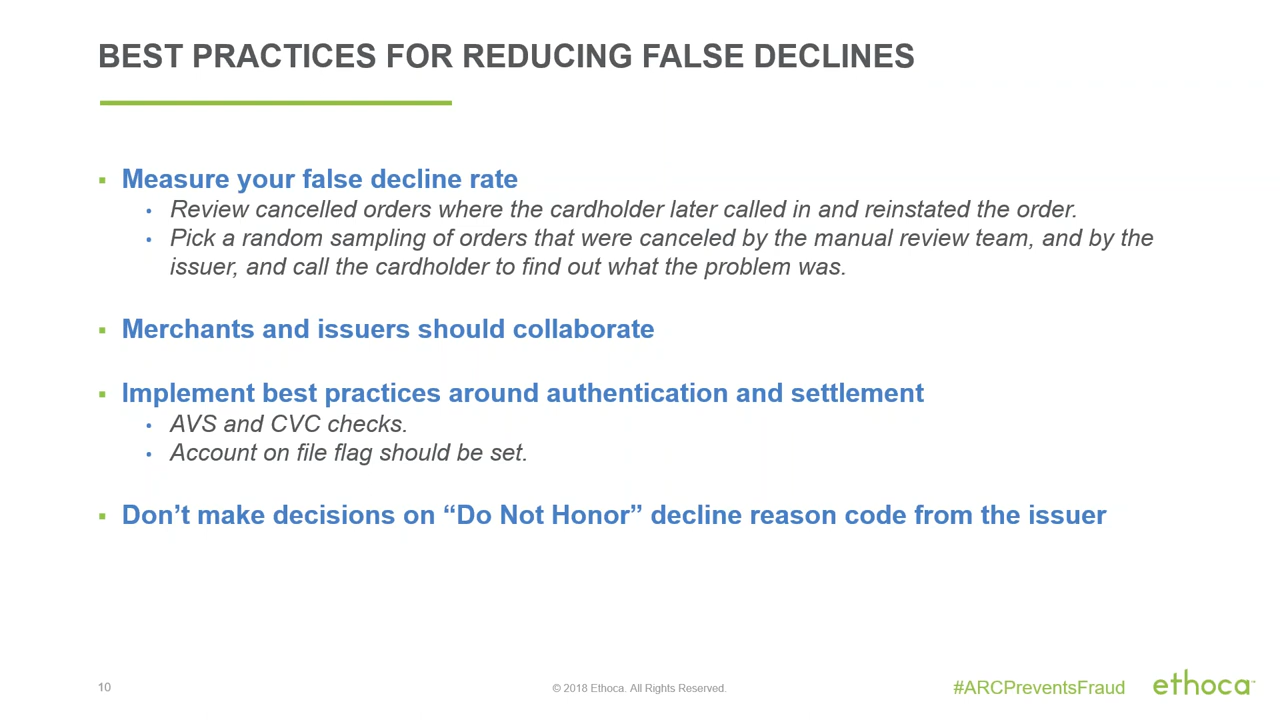 BEST PRACTICES FOR REDUCING FALSE DECLINES
▪ Measure your false decline rate
• Review cancelled orders where the cardholder later called in and reinstated the order.
• Pick a random sampling of orders that were canceled by the manual review team, and by the
issuer, and call the cardholder to find out what the problem was.
▪ Merchants and issuers should collaborate
▪ Implement best practices around authentication and settlement
• AVS and CVC checks.
• Account on file flag should be set.
▪ Don’t make decisions on “Do Not Honor” decline reason code from the issuer
10
© 2018 Ethoca. All Rights Reserved.
#ARCPreventsFraud
ethoca